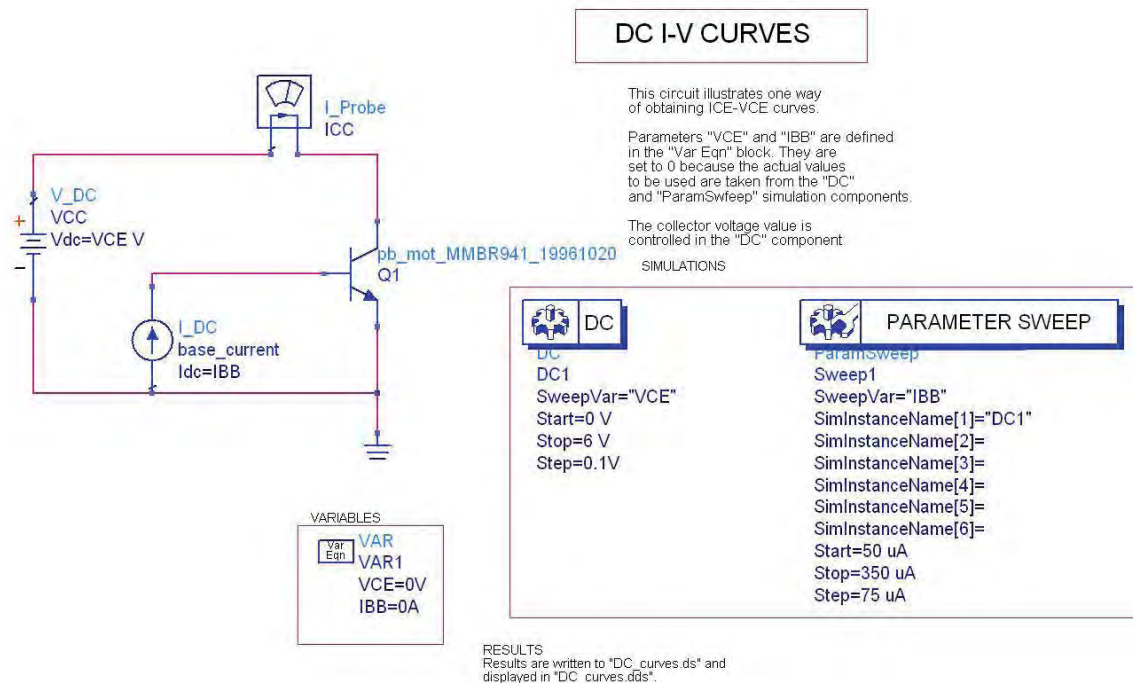 DC I-V CURVES
This circuit illustrates one way
of obtaining ICE-VCE curves.
Parameters "VCE" and "IBB" are defined
in the "Var Eqn" block. They are
set to 0 because the actual values
to be used are taken from the "DC"
and "ParamSwfeep" simulation components.
The collector voltage value is
controlled in the "DC" component
I_Probe
ICC
V_DC
VCC
Vdc=VCE V
+
-
pb_mot_MMBR941_19961020
Q1
I_DC
base_current
Idc=IBB
SIMULATIONS
DC
DC
DC1
SweepVar="VCE"
Start=0 V
Stop=6 V
Step=0.1V
PARAMETER SWEEP
ParamSweep
Sweep1
SweepVar="IBB"
SimInstanceName[1]="DC1"
SimInstanceName[2]=
SimInstanceName[3]=
SimInstanceName[4]=
SimInstanceName[5]=
SimInstanceName[6]=
Start=50 uA
Stop=350 uA
Step=75 uA
VARIABLES
Var
Eqn
VAR
VAR1
VCE=0V
IBB=0A
RESULTS
Results are written to "DC_curves.ds" and
displayed in "DC_curves.dds".